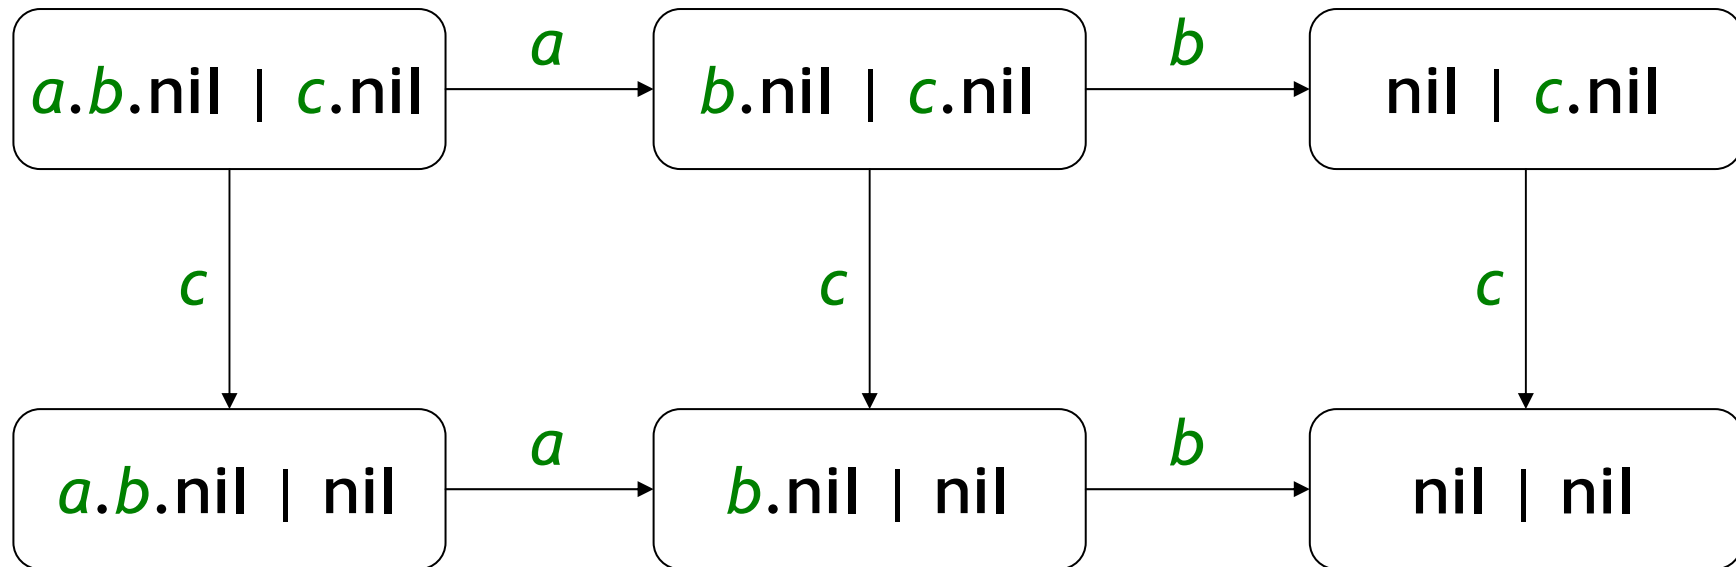 a b
a.b.nil | c.nil b.nil | c.nil nil | c.nil
c c c
a b
a.b.nil | nil b.nil | nil nil | nil